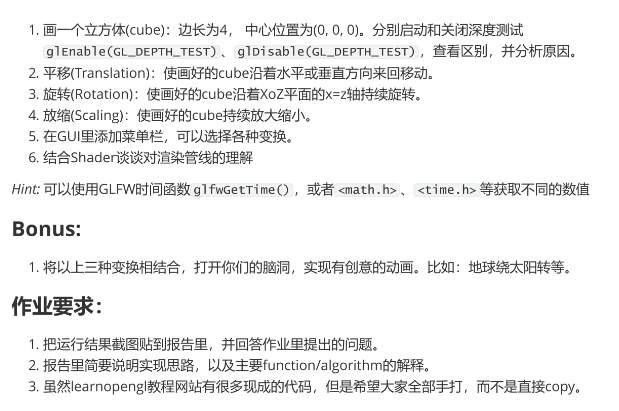 1. 画一个立方体(cube)：边长为4， 中心位置为(0, 0, 0)。分别启动和关闭深度测试
glEnable(GL_DEPTH_TEST) 、 glDisable(GL_DEPTH_TEST) ，查看区别，并分析原因。
2. 平移(Translation)：使画好的cube沿着水平或垂直方向来回移动。
3. 旋转(Rotation)：使画好的cube沿着XoZ平面的x=z轴持续旋转。
4. 放缩(Scaling)：使画好的cube持续放大缩小。
5. 在GUI里添加菜单栏，可以选择各种变换。
6. 结合Shader谈谈对渲染管线的理解
Hint: 可以使用GLFW时间函数 glfwGetTime() ，或者 <math.h> 、 <time.h> 等获取不同的数值
Bonus:
1. 将以上三种变换相结合，打开你们的脑洞，实现有创意的动画。比如：地球绕太阳转等。
作业要求：
1. 把运行结果截图贴到报告里，并回答作业里提出的问题。
2. 报告里简要说明实现思路，以及主要function/algorithm的解释。
3. 虽然learnopengl教程网站有很多现成的代码，但是希望大家全部手打，而不是直接copy。